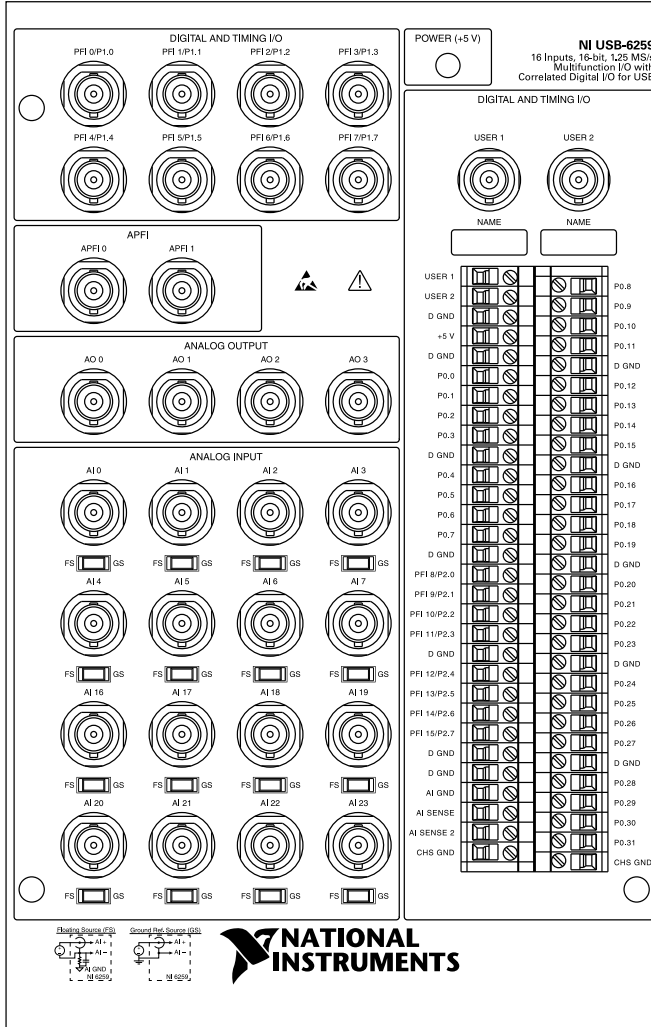 DIGITAL AND TIMING I/O
PFI 0/P1.0 PFI 1/P1.1 PFI 2/P1.2 PFI 3/P1.3
PFI 4/P1.4 PFI 5/P1.5 PFI 6/P1.6 PFI 7/P1.7
APFI
APFI 0 APFI 1
ANALOG OUTPUT
AO 0 AO 1 AO 2 AO 3
ANALOG INPUT
AI 0 AI 1 AI 2 AI 3
FS GS FS GS FS GS FS GS
AI 4 AI 5 AI 6 AI 7
FS GS FS GS FS GS FS GS
AI 16 AI 17 AI 18 AI 19
FS GS FS GS FS GS FS GS
AI 20 AI 21 AI 22 AI 23
FS GS FS GS FS GS FS GS
POWER (+5 V)
NI USB-6259
16 Inputs, 16-bit, 1.25 MS/s
Multifunction I/O with
Correlated Digital I/O for USB
DIGITAL AND TIMING I/O
USER 1 USER 2
NAME NAME
USER 1
USER 2
D GND
+5 V
D GND
P0.0
P0.1
P0.2
P0.3
D GND
P0.4
P0.5
P0.6
P0.7
D GND
PFI 8/P2.0
PFI 9/P2.1
PFI 10/P2.2
PFI 11/P2.3
D GND
PFI 12/P2.4
PFI 13/P2.5
PFI 14/P2.6
PFI 15/P2.7
D GND
D GND
AI GND
AI SENSE
AI SENSE 2
CHS GND
P0.8
P0.9
P0.10
P0.11
D GND
P0.12
P0.13
P0.14
P0.15
D GND
P0.16
P0.17
P0.18
P0.19
D GND
P0.20
P0.21
P0.22
P0.23
D GND
P0.24
P0.25
P0.26
P0.27
D GND
P0.28
P0.29
P0.30
P0.31
CHS GND
Floating Source (FS)
AI +
AI −
AI GND
NI 6259
Ground Ref. Source (GS)
AI +
AI −
NI 6259
NATIONAL
INSTRUMENTS